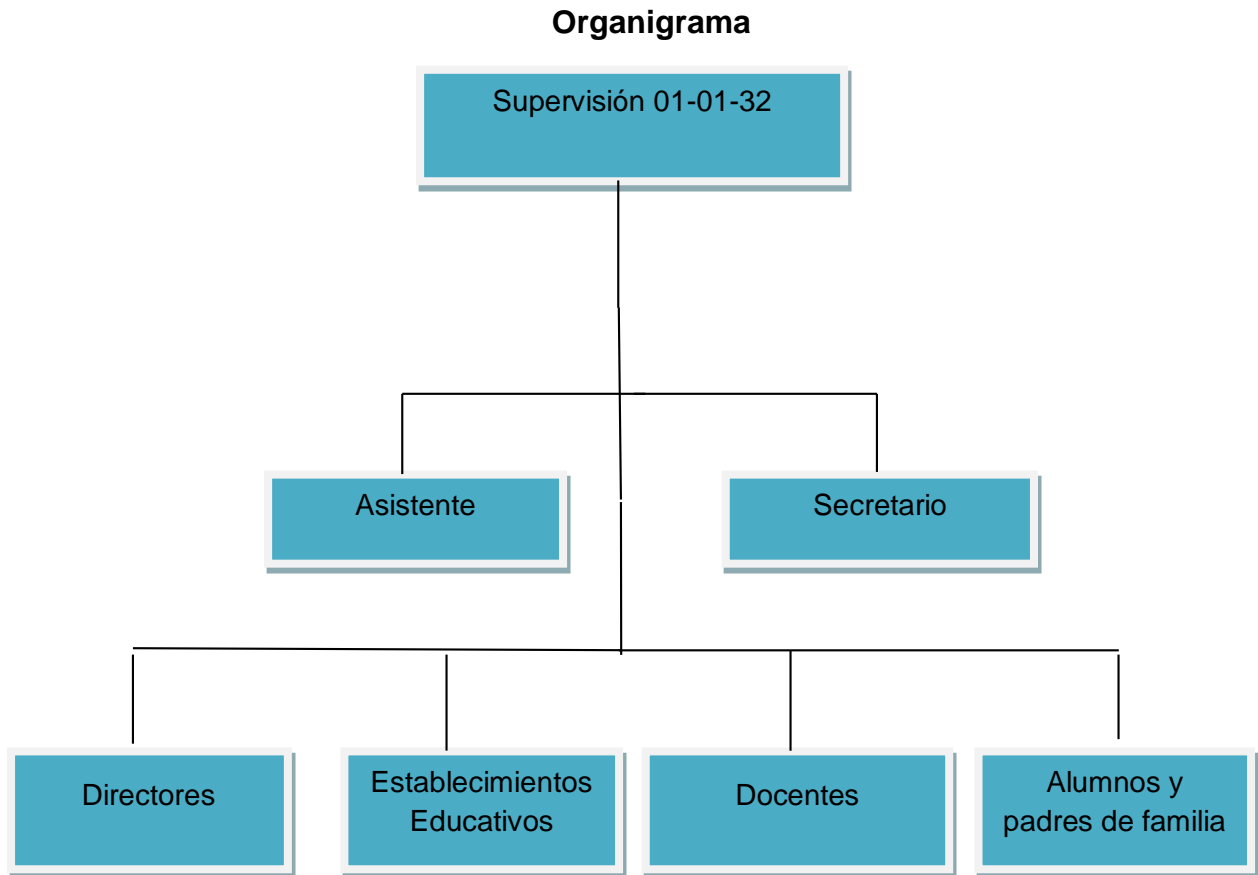 Organigrama
Supervisión 01-01-32
Asistente
Secretario
Directores
Establecimientos
Educativos
Docentes
Alumnos y
padres de familia